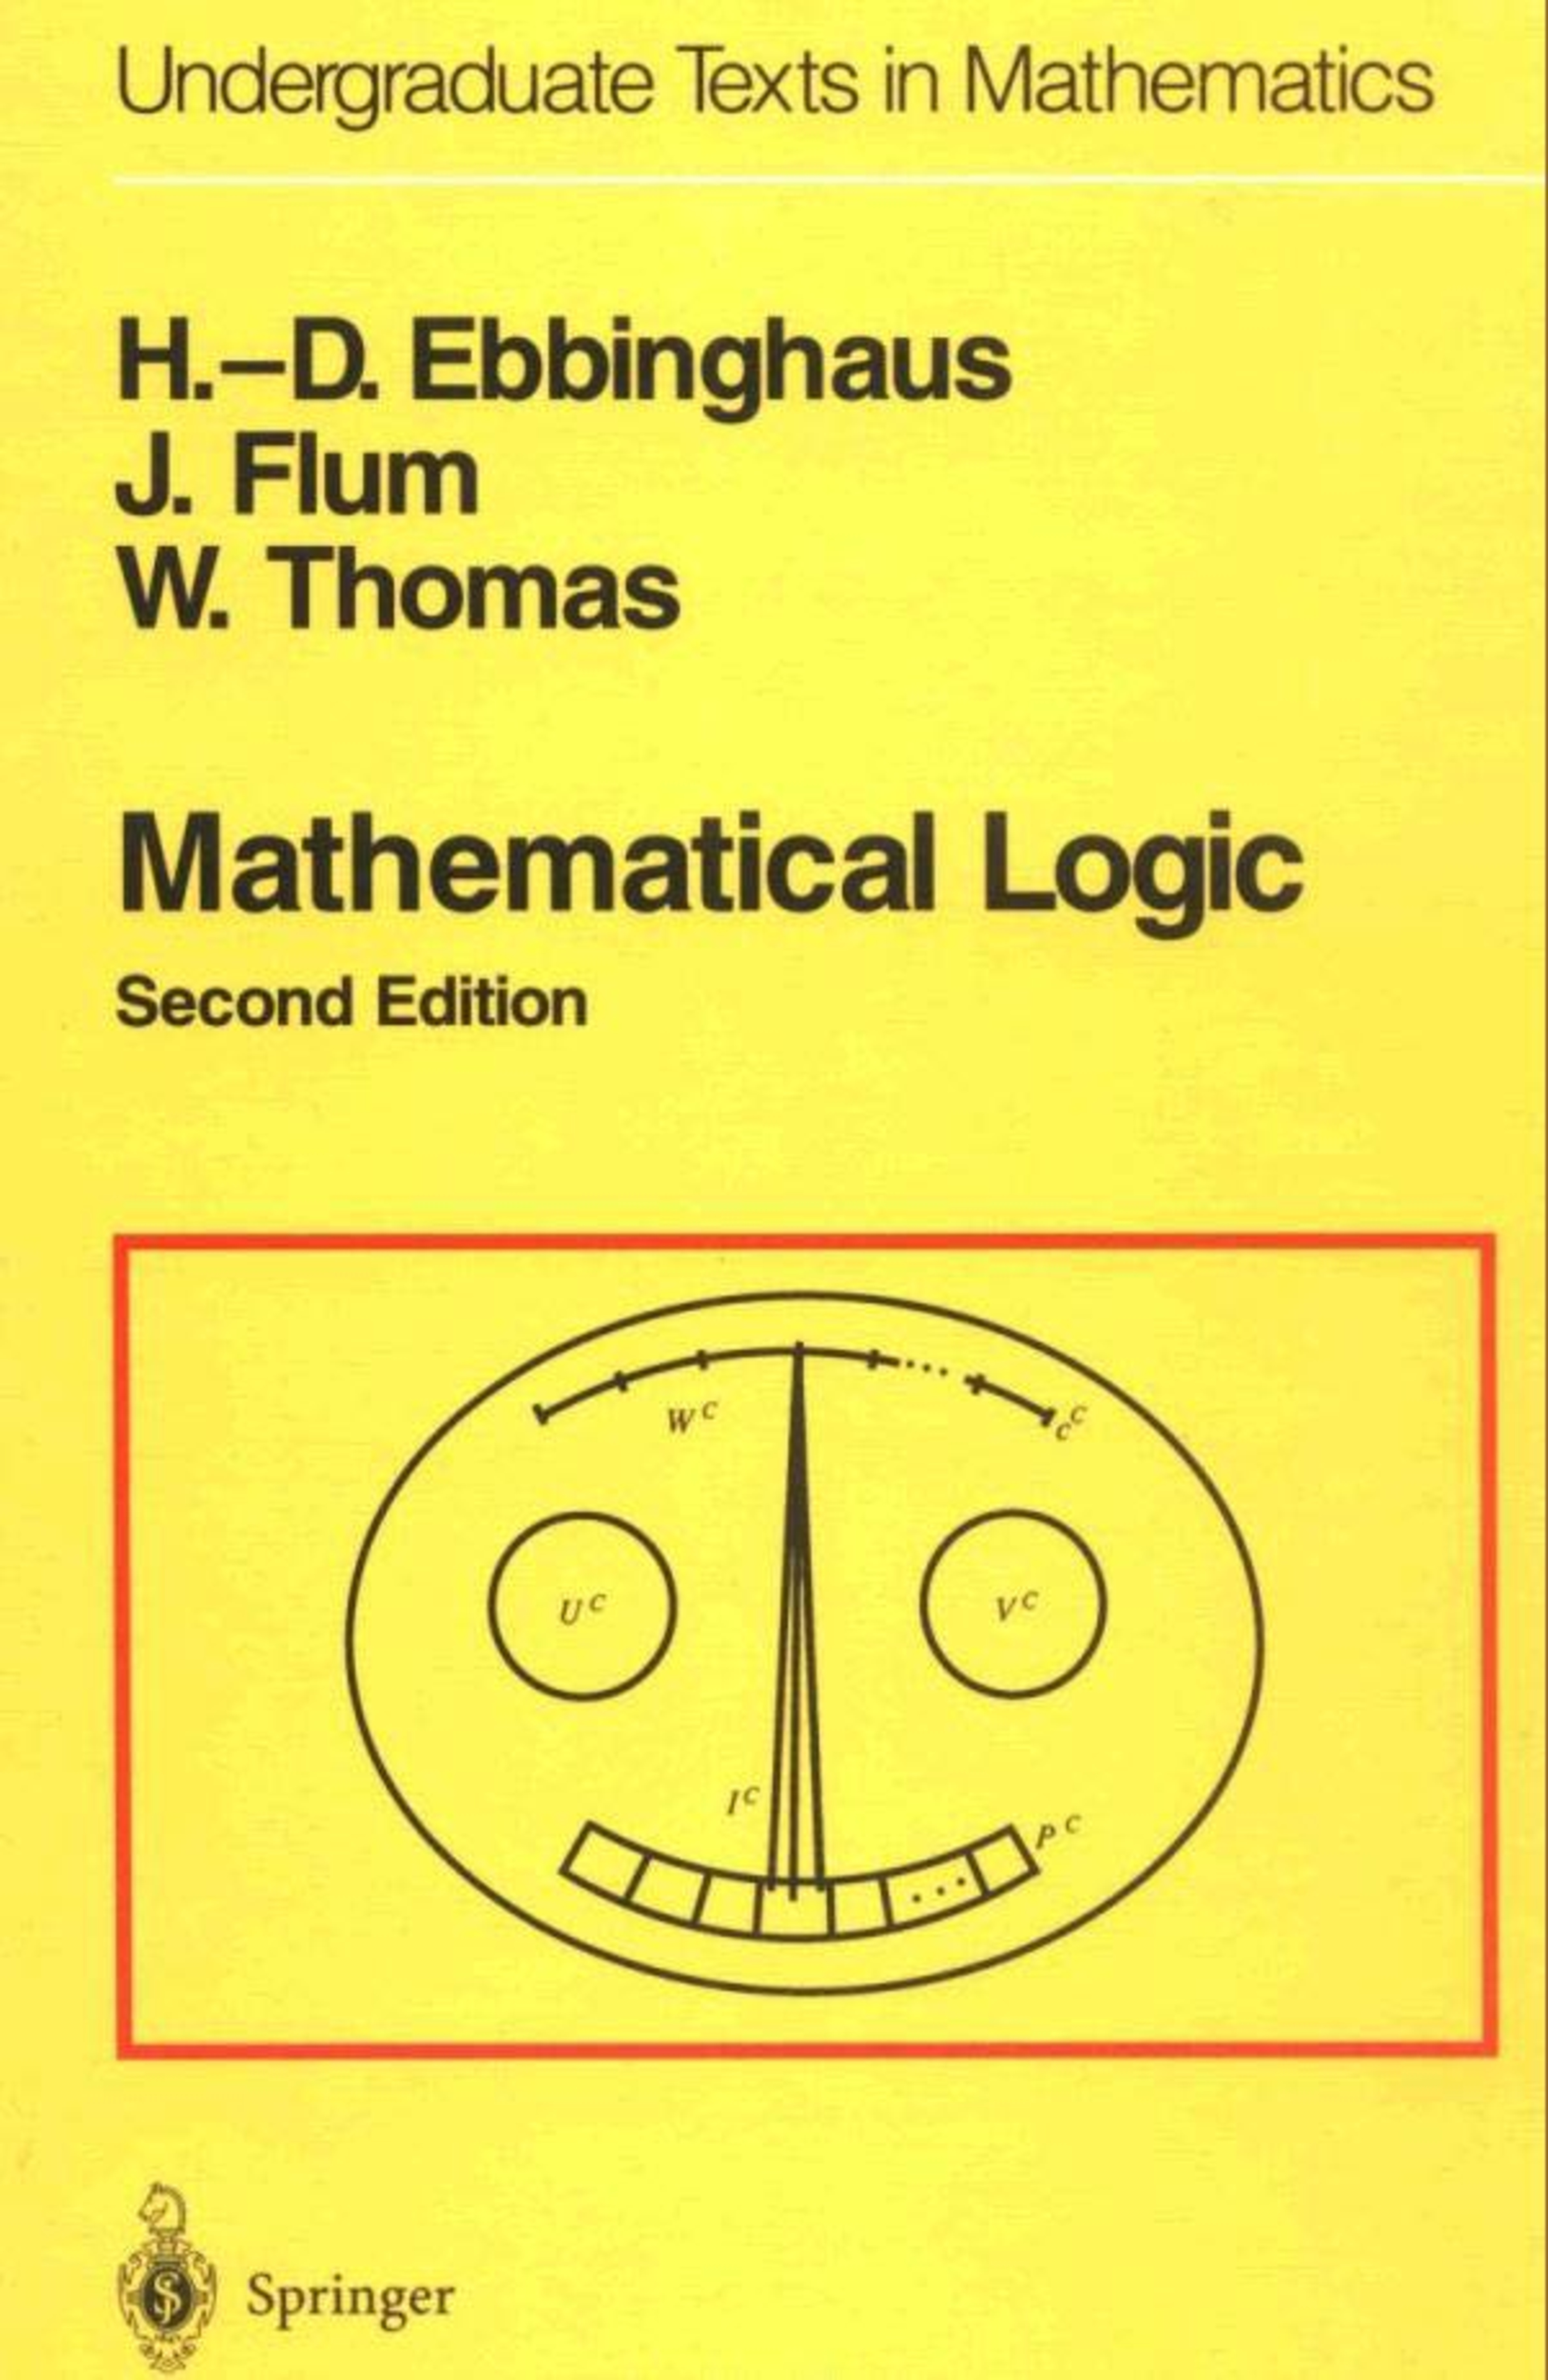 Undergraduate Texts in Mathematics
H.–D. Ebbinghaus
J. Flum
W. Thomas
Mathematical Logic
Second Edition
W^C
c^C
U^C
V^C
I^C
P^C
Springer